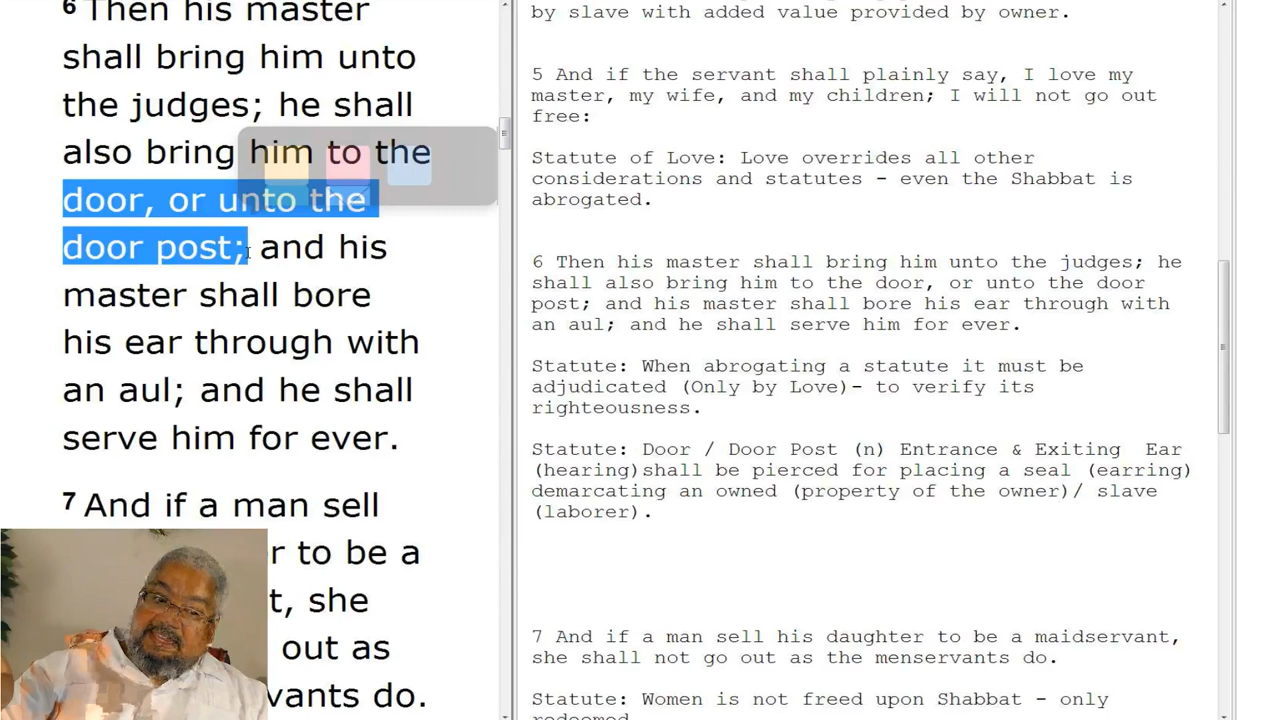 6 Then his master
shall bring him unto
the judges; he shall
also bring him to the
door, or unto the
door post; and his
master shall bore
his ear through with
an aul; and he shall
serve him for ever.
7 And if a man sell
r to be a
t, she
out as
vants do.
by slave with added value provided by owner.
5 And if the servant shall plainly say, I love my
master, my wife, and my children; I will not go out
free:
Statute of Love: Love overrides all other
considerations and statutes - even the Shabbat is
abrogated.
6 Then his master shall bring him unto the judges; he
shall also bring him to the door, or unto the door
post; and his master shall bore his ear through with
an aul; and he shall serve him for ever.
Statute: When abrogating a statute it must be
adjudicated (Only by Love)- to verify its
righteousness.
Statute: Door / Door Post (n) Entrance & Exiting Ear
(hearing)shall be pierced for placing a seal (earring)
demarcating an owned (property of the owner)/ slave
(laborer).
7 And if a man sell his daughter to be a maidservant,
she shall not go out as the menservants do.
Statute: Women is not freed upon Shabbat - only
redeemed